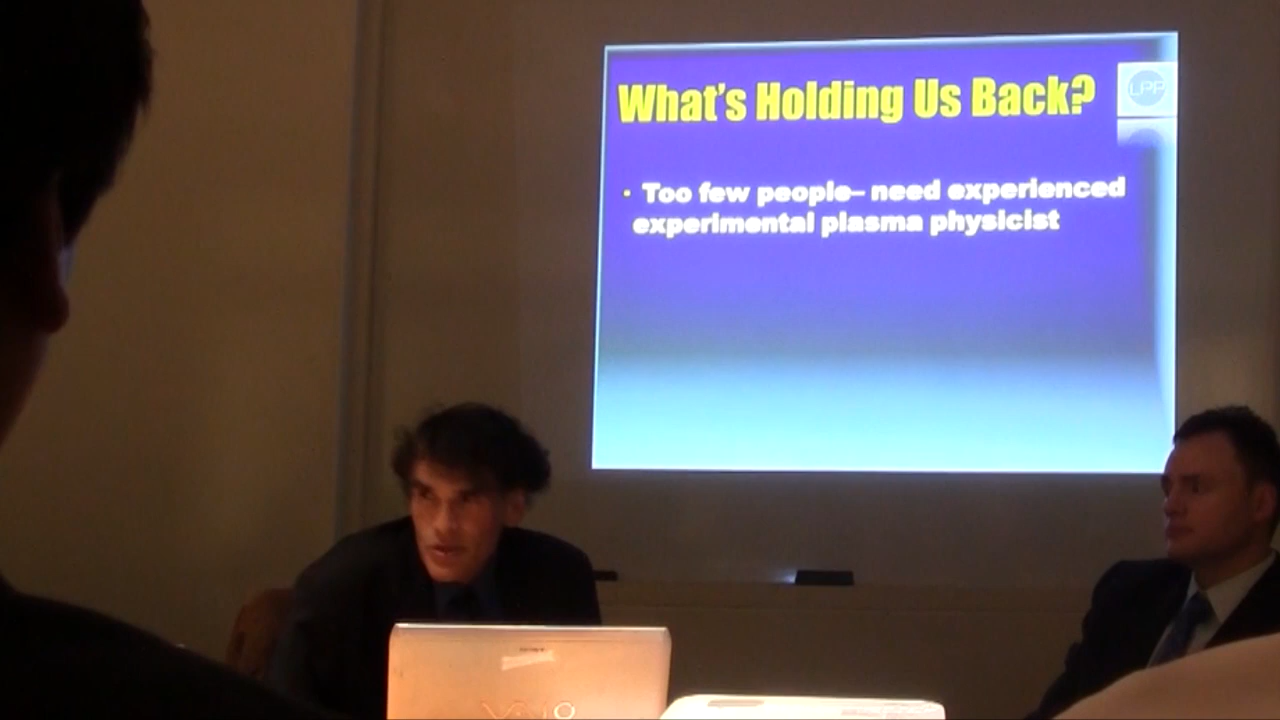 What's Holding Us Back?
LPP
· Too few people– need experienced
experimental plasma physicist
VAIO